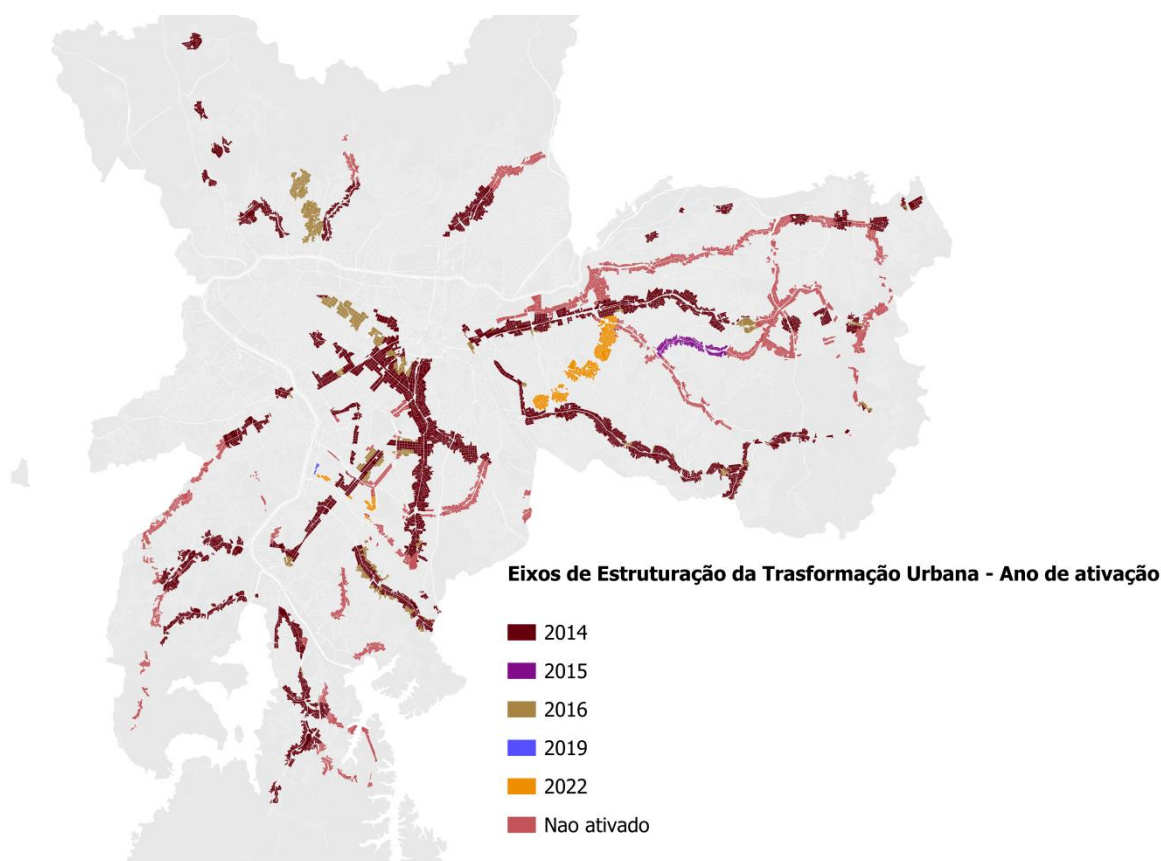 Eixos de Estruturação da Trasformação Urbana - Ano de ativação
2014
2015
2016
2019
2022
Nao ativado